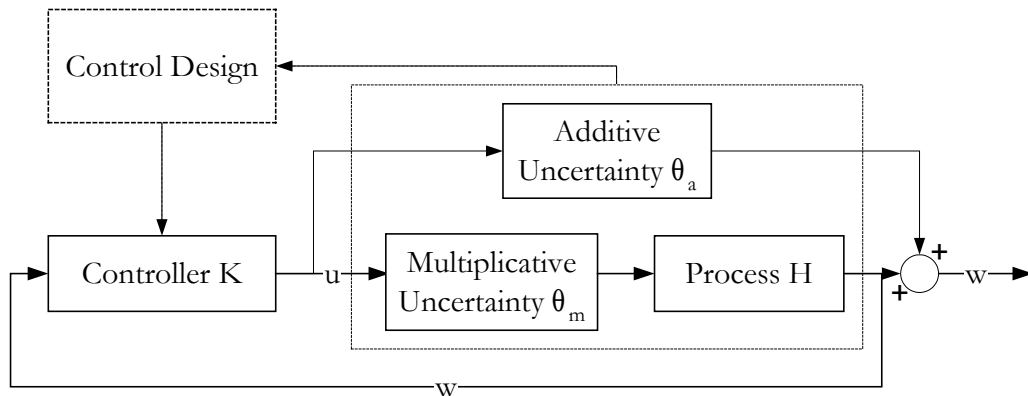 Control Design
Additive
Uncertainty θa
+
Controller K
u
Multiplicative
Uncertainty θm
Process H
+
w
w